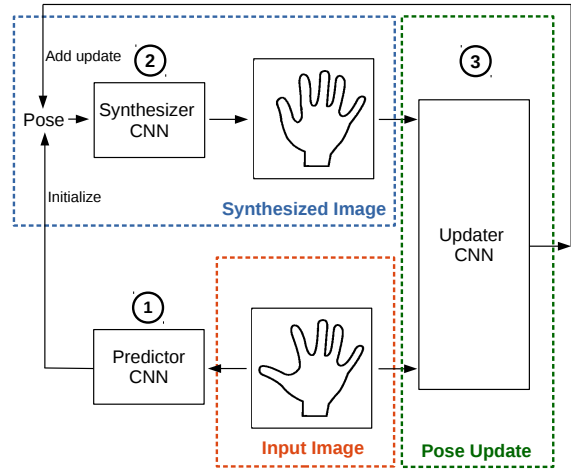 Add update
2
3
Pose
Synthesizer
CNN
Synthesized Image
Initialize
Updater
CNN
1
Predictor
CNN
Input Image
Pose Update